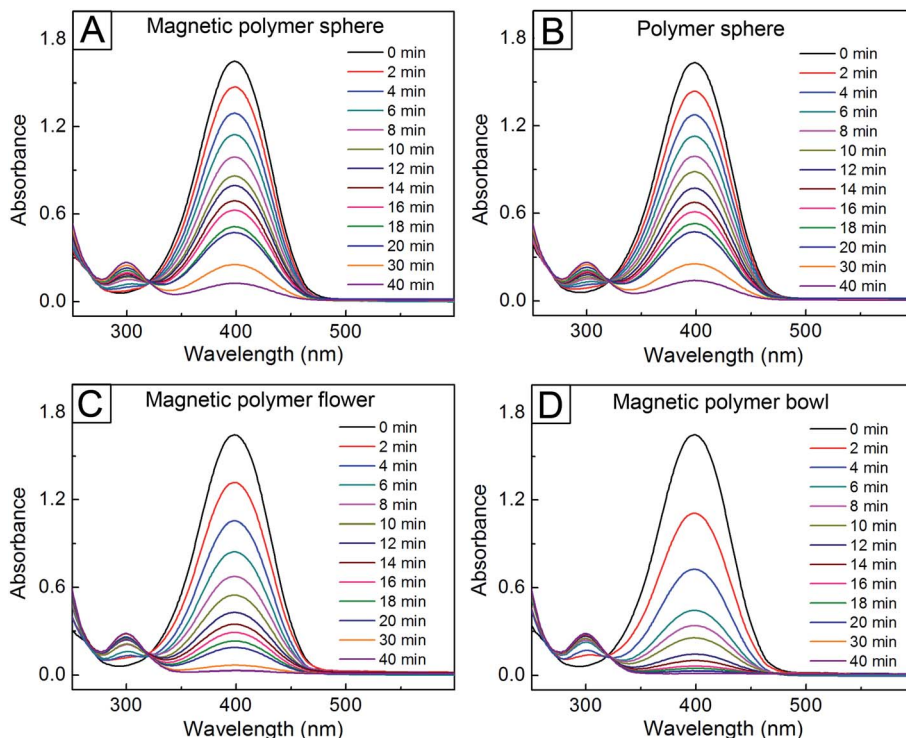 A
Magnetic polymer sphere
1.8
1.2
0.6
0.0
Absorbance
0 min
2 min
4 min
6 min
8 min
10 min
12 min
14 min
16 min
18 min
20 min
30 min
40 min
300
400
500
Wavelength (nm)
B
Polymer sphere
1.8
1.2
0.6
0.0
Absorbance
0 min
2 min
4 min
6 min
8 min
10 min
12 min
14 min
16 min
18 min
20 min
30 min
40 min
300
400
500
Wavelength (nm)
C
Magnetic polymer flower
1.8
1.2
0.6
0.0
Absorbance
0 min
2 min
4 min
6 min
8 min
10 min
12 min
14 min
16 min
18 min
20 min
30 min
40 min
300
400
500
Wavelength (nm)
D
Magnetic polymer bowl
1.8
1.2
0.6
0.0
Absorbance
0 min
2 min
4 min
6 min
8 min
10 min
12 min
14 min
16 min
18 min
20 min
30 min
40 min
300
400
500
Wavelength (nm)